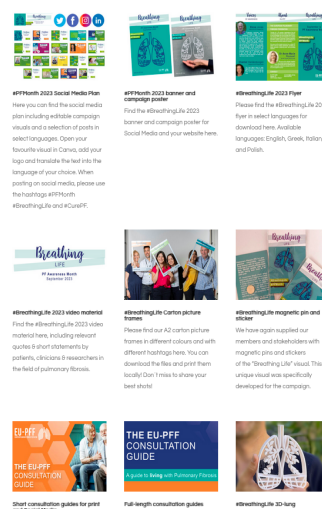 #PFMonth 2023 Social Media Plan
Here you can find the social media
plan including editable campaign
visuals and a selection of posts in
select languages. Open your
favourite visual in Canva, add your
logo and translate the text into the
language of your choice. When
posting on social media, please use
the hashtags #PFMonth
#BreathingLife and #CurePF.
Breathing
#PFMonth 2023 banner and
campaign poster
Find the #BreathingLife 2023
banner and campaign poster for
Social Media and your website here.
Breathing
#BreathingLife 2023 Flyer
Please find the #BreathingLife 20
flyer in select languages for
download here. Available
languages: English, Greek, Italian
and Polish.
Breathing
LIFE
PF Awareness Month
September 2023
#BreathingLife 2023 video material
Find the #BreathingLife 2023 video
material here, including relevant
quotes & short statements by
patients, clinicians & researchers in
the field of pulmonary fibrosis.
#BreathingLife Carton picture
frames
Please find our A2 carton picture
frames in different colours and with
different hashtags here. You can
download the files and print them
locally! Don´t miss to share your
best shots!
Breathing
#BreathingLife magnetic pin and
sticker
We have again supplied our
members and stakeholders with
magnetic pins and stickers
of the "Breathing Life" visual. This
unique visual was specifically
developed for the campaign.
EU-PFF
THE EU-PFF
CONSULTATION
GUIDE
Short consultation guides for print
THE EU-PFF
CONSULTATION
GUIDE
A guide to living with Pulmonary Fibrosis
Full-length consultation guides
#BreathingLife 3D-lung